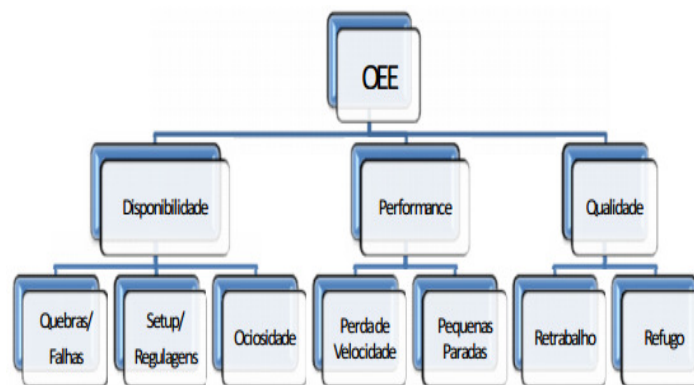 OEE
Disponibilidade
Performance
Qualidade
Quebras/
Falhas
Setup/
Regulagens
Ociosidade
Perda de
Velocidade
Pequenas
Paradas
Retrabalho
Refugo